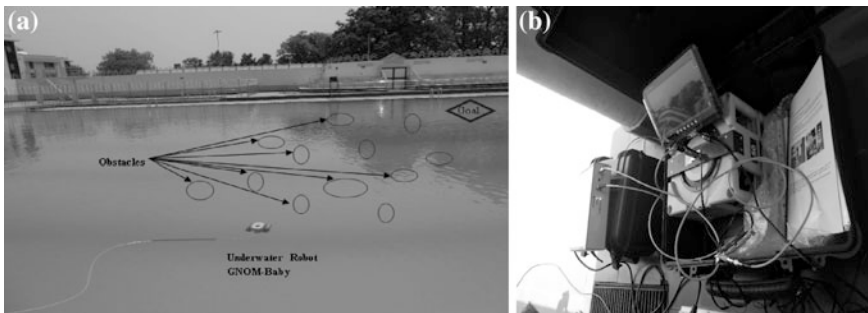 (a)
Goal
Obstacles
Underwater Robot
GNOM-Baby
(b)